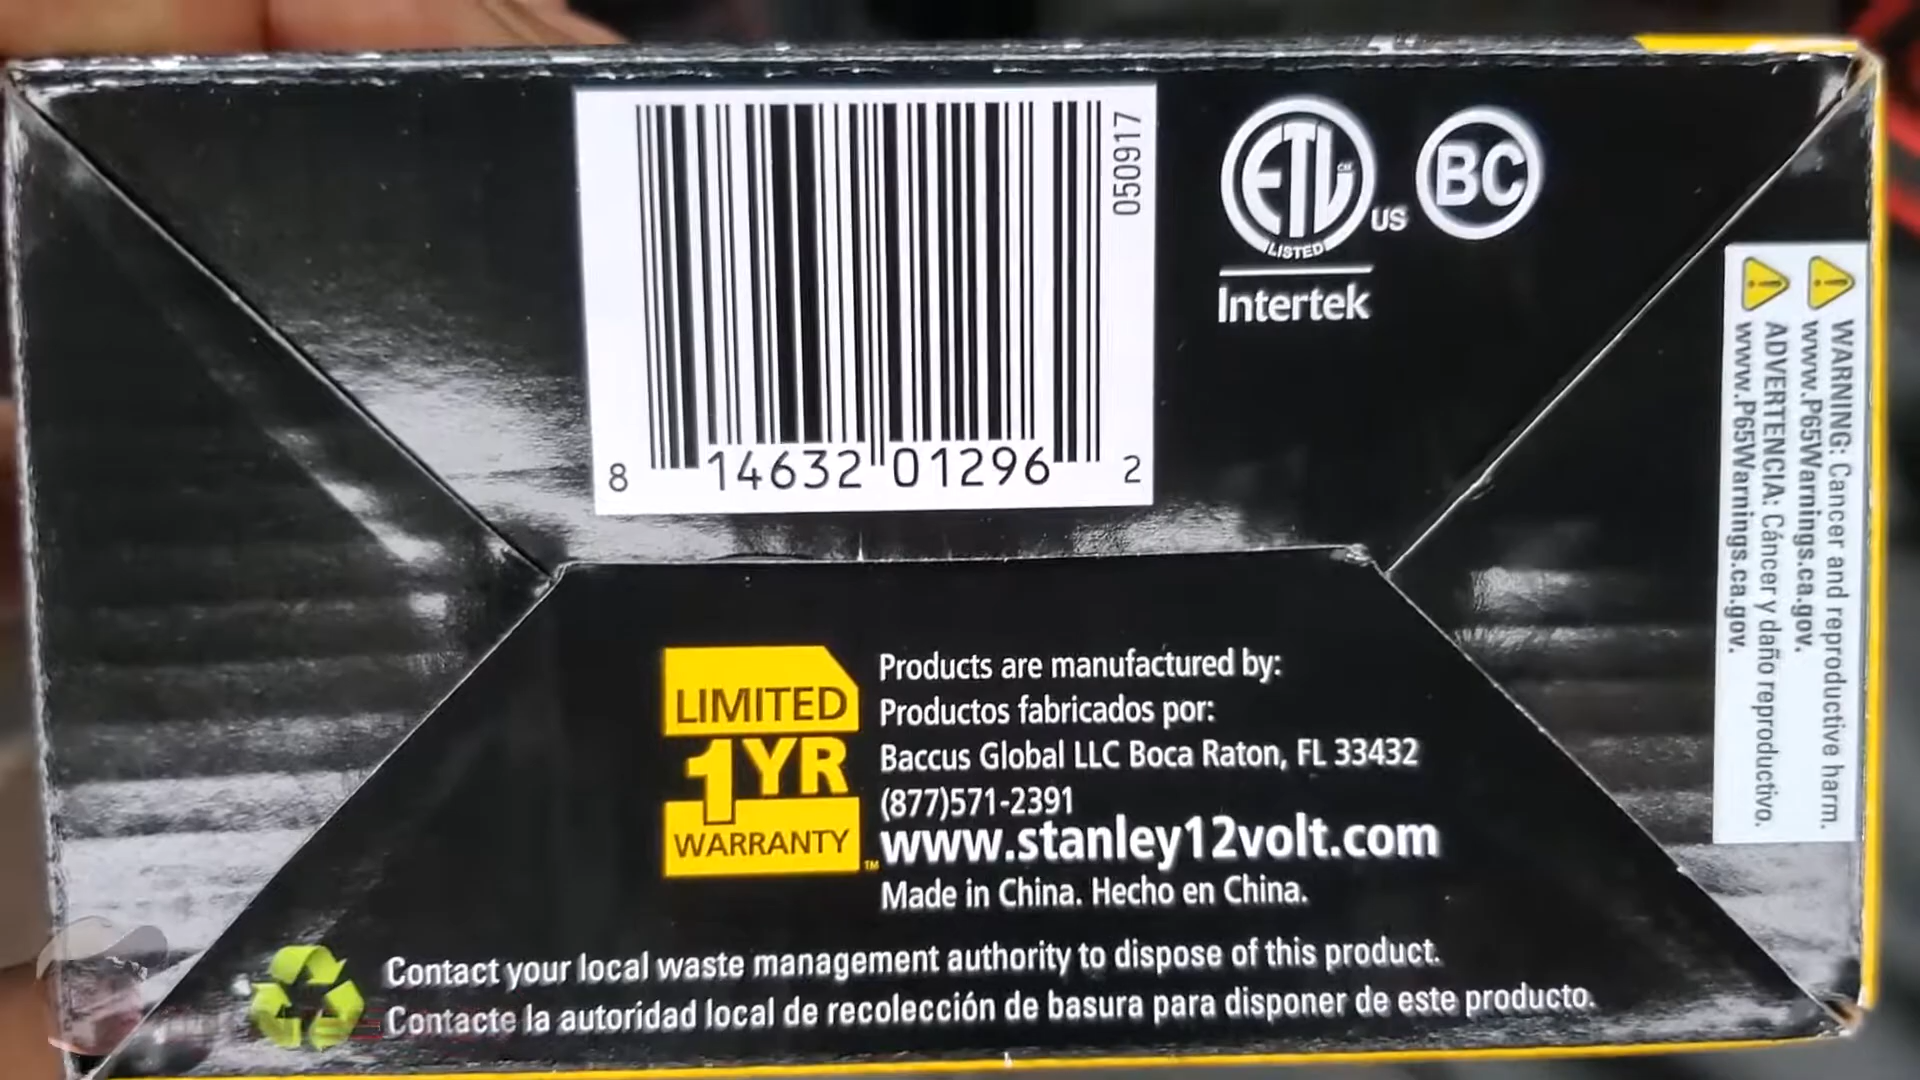 050917
8 14632 01296 2
ETL CM
LISTED
US
Intertek
BC
WARNING: Cancer and reproductive harm.
www.P65Warnings.ca.gov.
ADVERTENCIA: Cáncer y daño reproductivo.
www.P65Warnings.ca.gov.
LIMITED
1YR
WARRANTY
TM
Products are manufactured by:
Productos fabricados por:
Baccus Global LLC Boca Raton, FL 33432
(877)571-2391
www.stanley12volt.com
Made in China. Hecho en China.
Contact your local waste management authority to dispose of this product.
Contacte la autoridad local de recolección de basura para disponer de este producto.